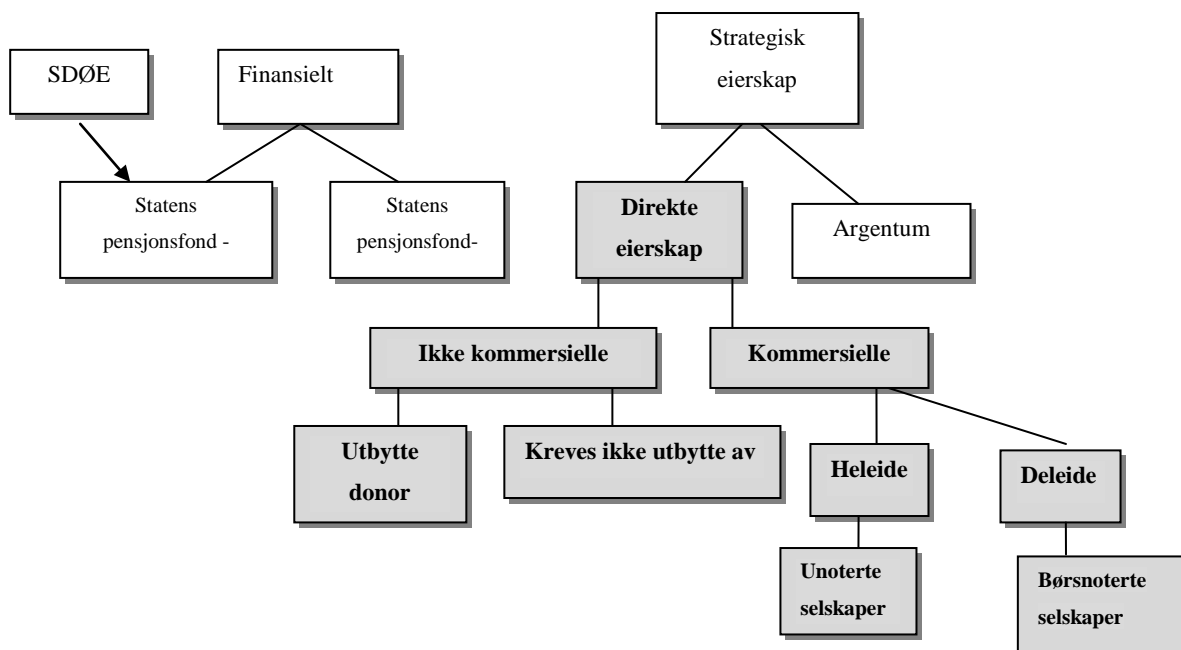 Strategisk
eierskap
SDØE
Finansielt
Statens
pensjonsfond -
Statens
pensjonsfond-
Direkte
eierskap
Argentum
Ikke kommersielle
Kommersielle
Utbytte
donor
Kreves ikke utbytte av
Heleide
Deleide
Unoterte
selskaper
Børsnoterte
selskaper